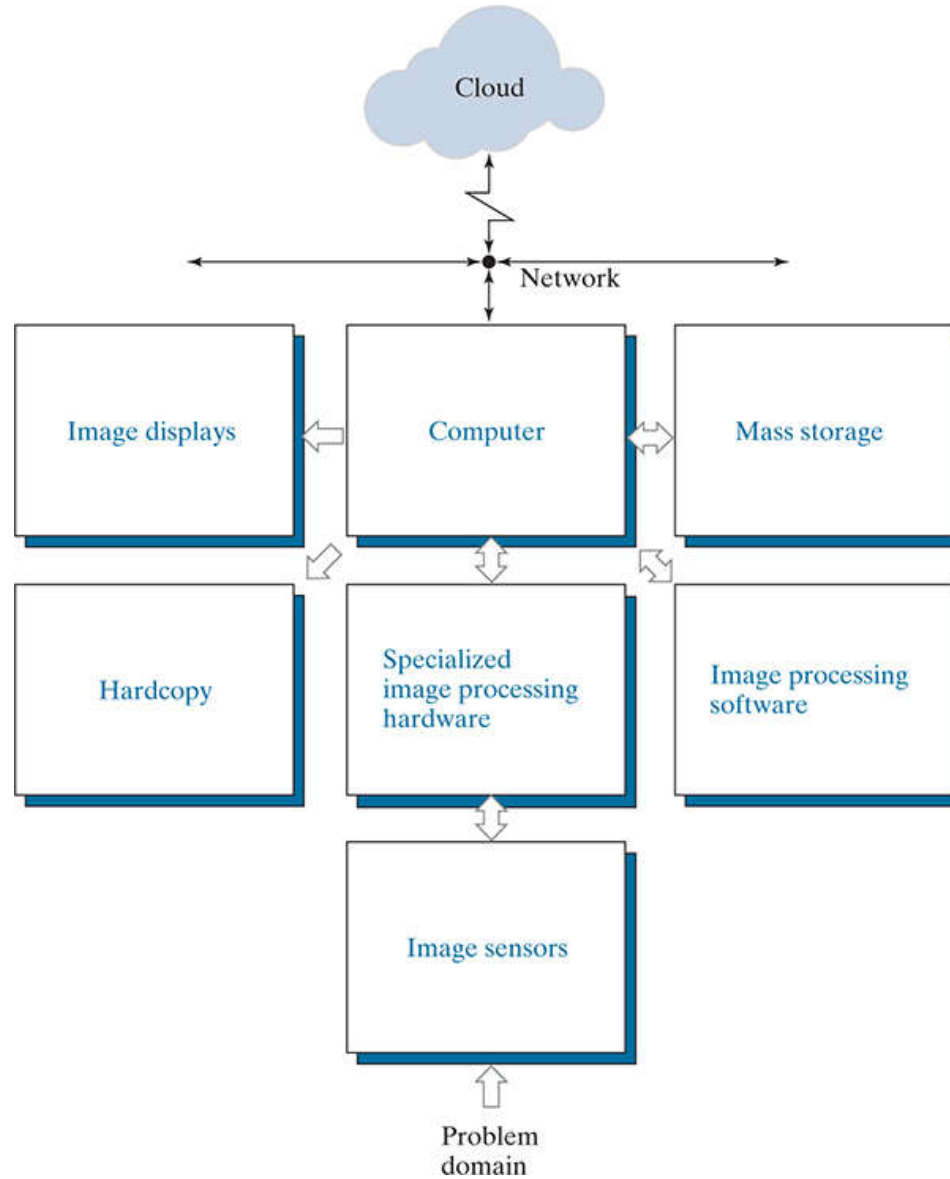 Cloud
Network
Image displays
Computer
Mass storage
Hardcopy
Specialized
image processing
hardware
Image processing
software
Image sensors
Problem
domain